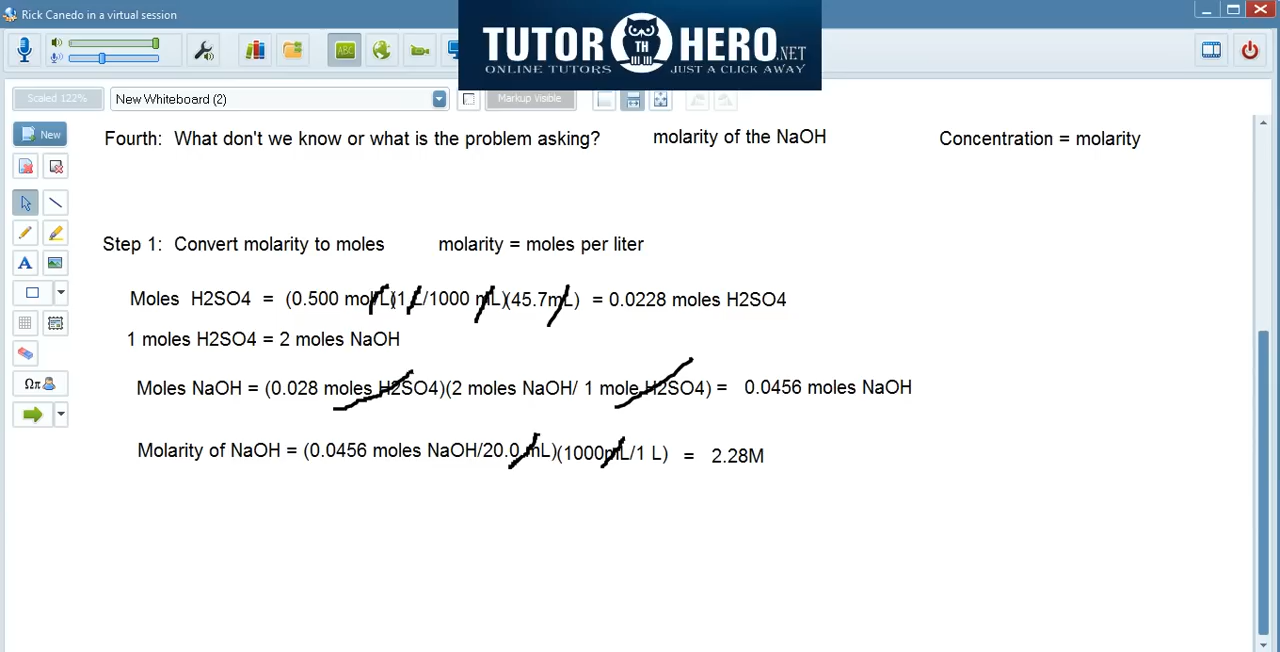 Rick Canedo in a virtual session
TUTOR TH HERO.NET
ONLINE TUTORS JUST A CLICK AWAY
ABC
Scaled 122% New Whiteboard (2) Markup Visible
New
Fourth: What don't we know or what is the problem asking? molarity of the NaOH Concentration = molarity
Step 1: Convert molarity to moles molarity = moles per liter
Moles H2SO4 = (0.500 mol/L)(1 L/1000 mL)(45.7mL) = 0.0228 moles H2SO4
1 moles H2SO4 = 2 moles NaOH
Moles NaOH = (0.028 moles H2SO4)(2 moles NaOH/ 1 mole H2SO4) = 0.0456 moles NaOH
Molarity of NaOH = (0.0456 moles NaOH/20.0 mL)(1000mL/1 L) = 2.28M
A
Ωπ